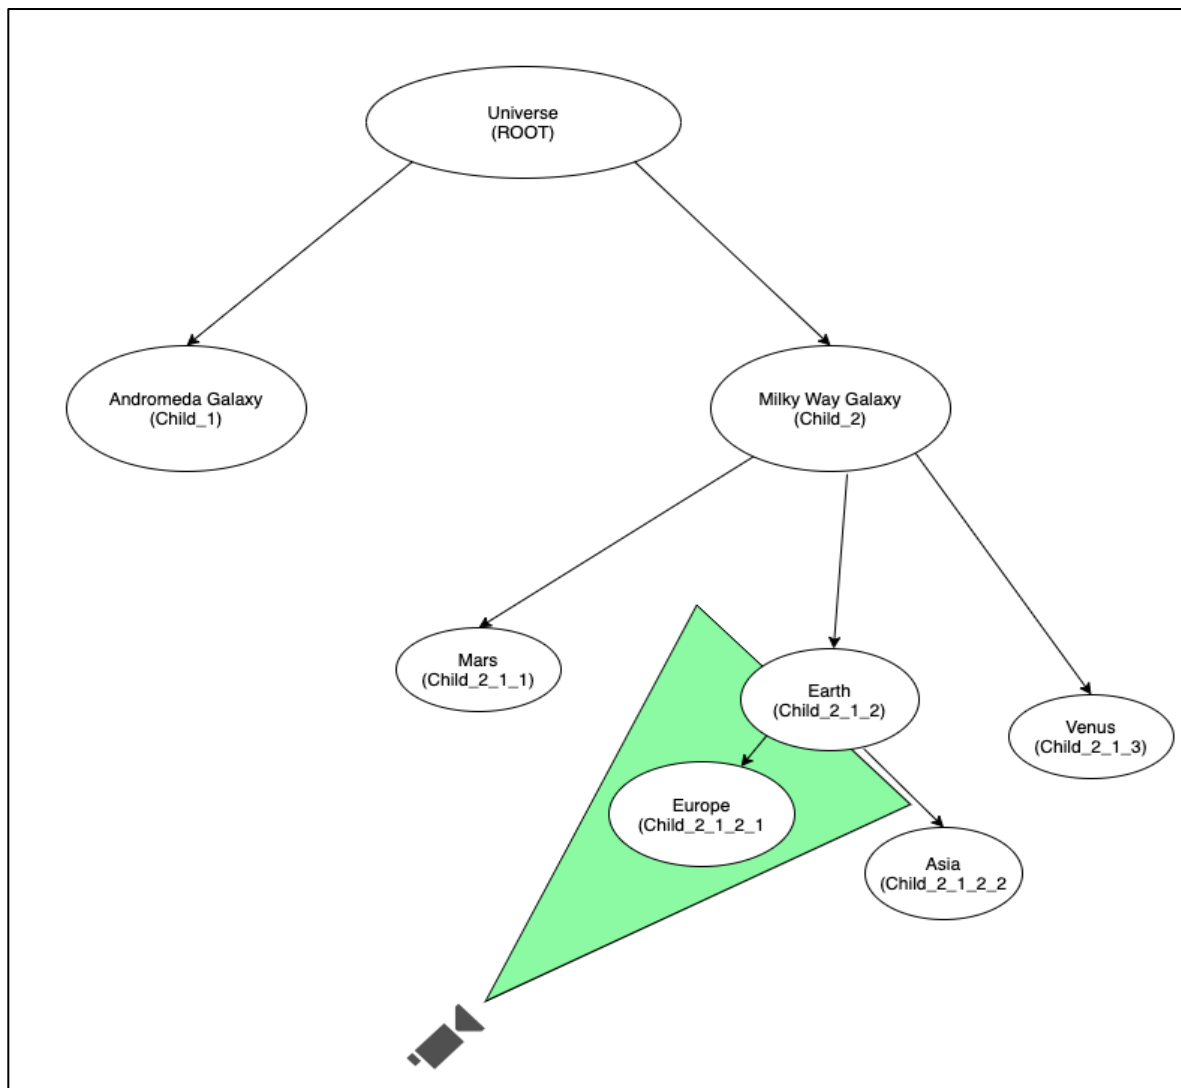 Universe
(ROOT)
Andromeda Galaxy
(Child_1)
Milky Way Galaxy
(Child_2)
Mars
(Child_2_1_1)
Earth
(Child_2_1_2)
Venus
(Child_2_1_3)
Europe
(Child_2_1_2_1
Asia
(Child_2_1_2_2